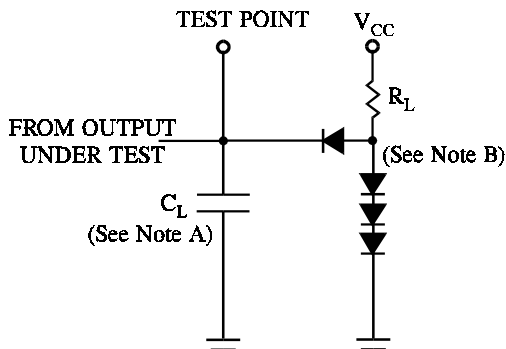 TEST POINT
V_CC
R_L
FROM OUTPUT
UNDER TEST
(See Note B)
C_L
(See Note A)